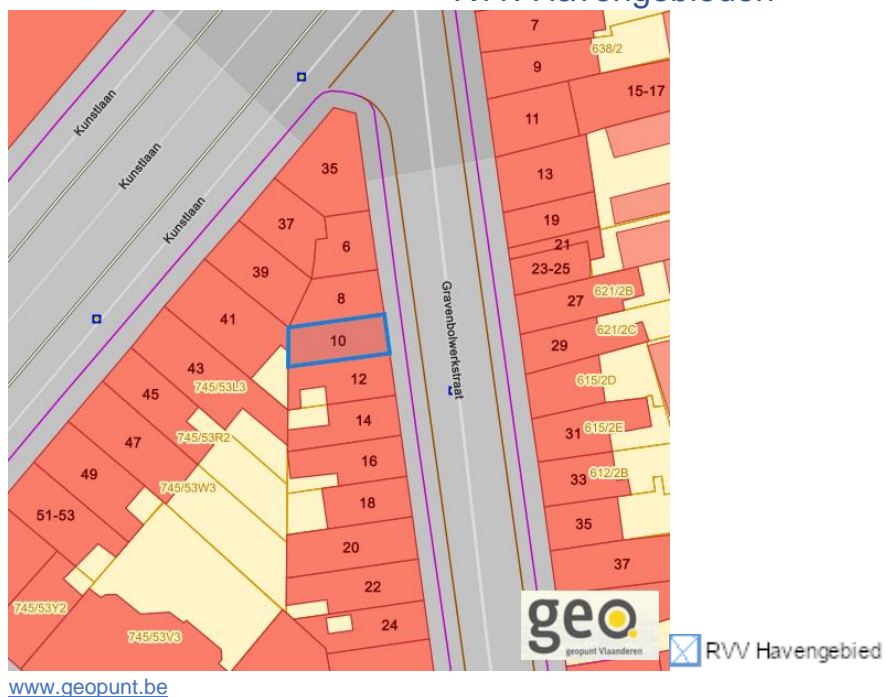 RVV Havengebieden
7
638/2
9
15-17
11
Kunstlaan
Kunstlaan
Kunstlaan
35
13
37
19
6
21
39
23-25
8
27
621/2B
41
10
Gravenbolwerkstraat
621/2C
29
43
12
745/53L3
615/2D
45
14
47
745/53R2
31
615/2E
16
49
745/53W3
33
612/2B
18
51-53
35
20
37
22
745/53Y2
745/53V3
24
geo
geopunt Vlaanderen
RVV Havengebied
www.geopunt.be